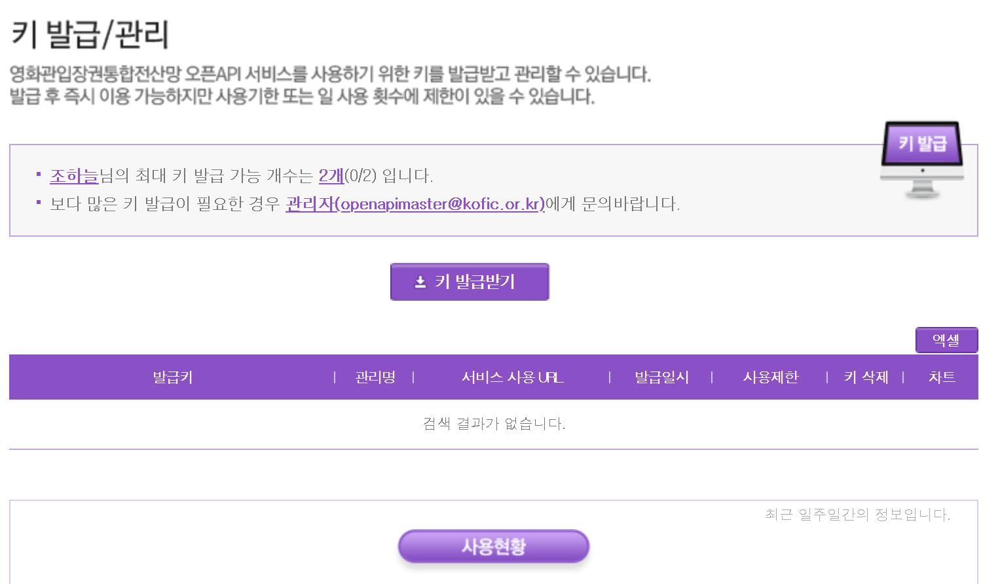 키 발급/관리
영화관입장권통합전산망 오픈API 서비스를 사용하기 위한 키를 발급받고 관리할 수 있습니다.
발급 후 즉시 이용 가능하지만 사용기한 또는 일 사용 횟수에 제한이 있을 수 있습니다.
키 발급
조하늘님의 최대 키 발급 가능 개수는 2개(0/2) 입니다.
보다 많은 키 발급이 필요한 경우 관리자(openapimaster@kofic.or.kr)에게 문의바랍니다.
키 발급받기
엑셀
발급키 관리명 서비스 사용 URL 발급일시 사용제한 키 삭제 차트
검색 결과가 없습니다.
최근 일주일간의 정보입니다.
사용현황